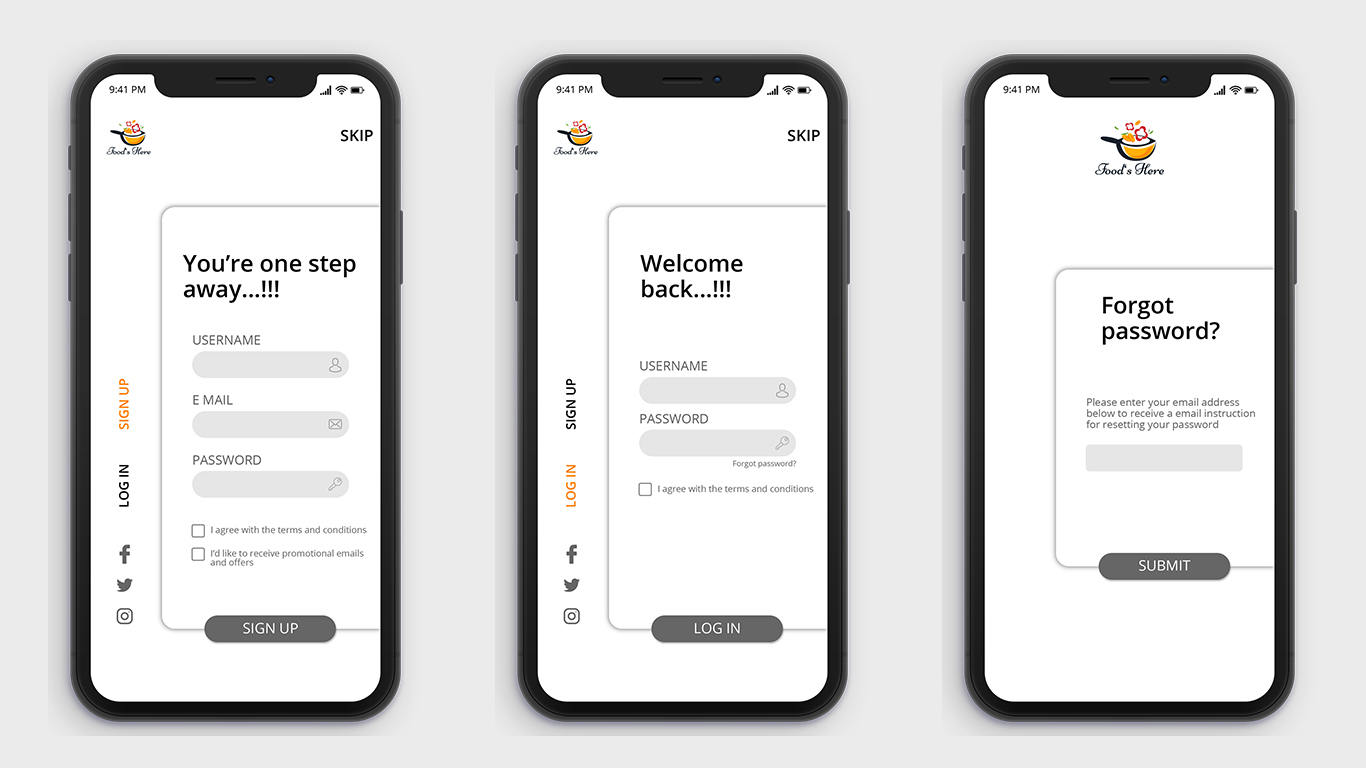 9:41 PM
Food's Here
SKIP
You’re one step
away...!!!
USERNAME
E MAIL
PASSWORD
I agree with the terms and conditions
I'd like to receive promotional emails
and offers
SIGN UP
LOG IN
SIGN UP
9:41 PM
Food's Here
SKIP
Welcome
back...!!!
USERNAME
PASSWORD
Forgot password?
I agree with the terms and conditions
SIGN UP
LOG IN
LOG IN
9:41 PM
Food's Here
Forgot
password?
Please enter your email address
below to receive a email instruction
for resetting your password
SUBMIT